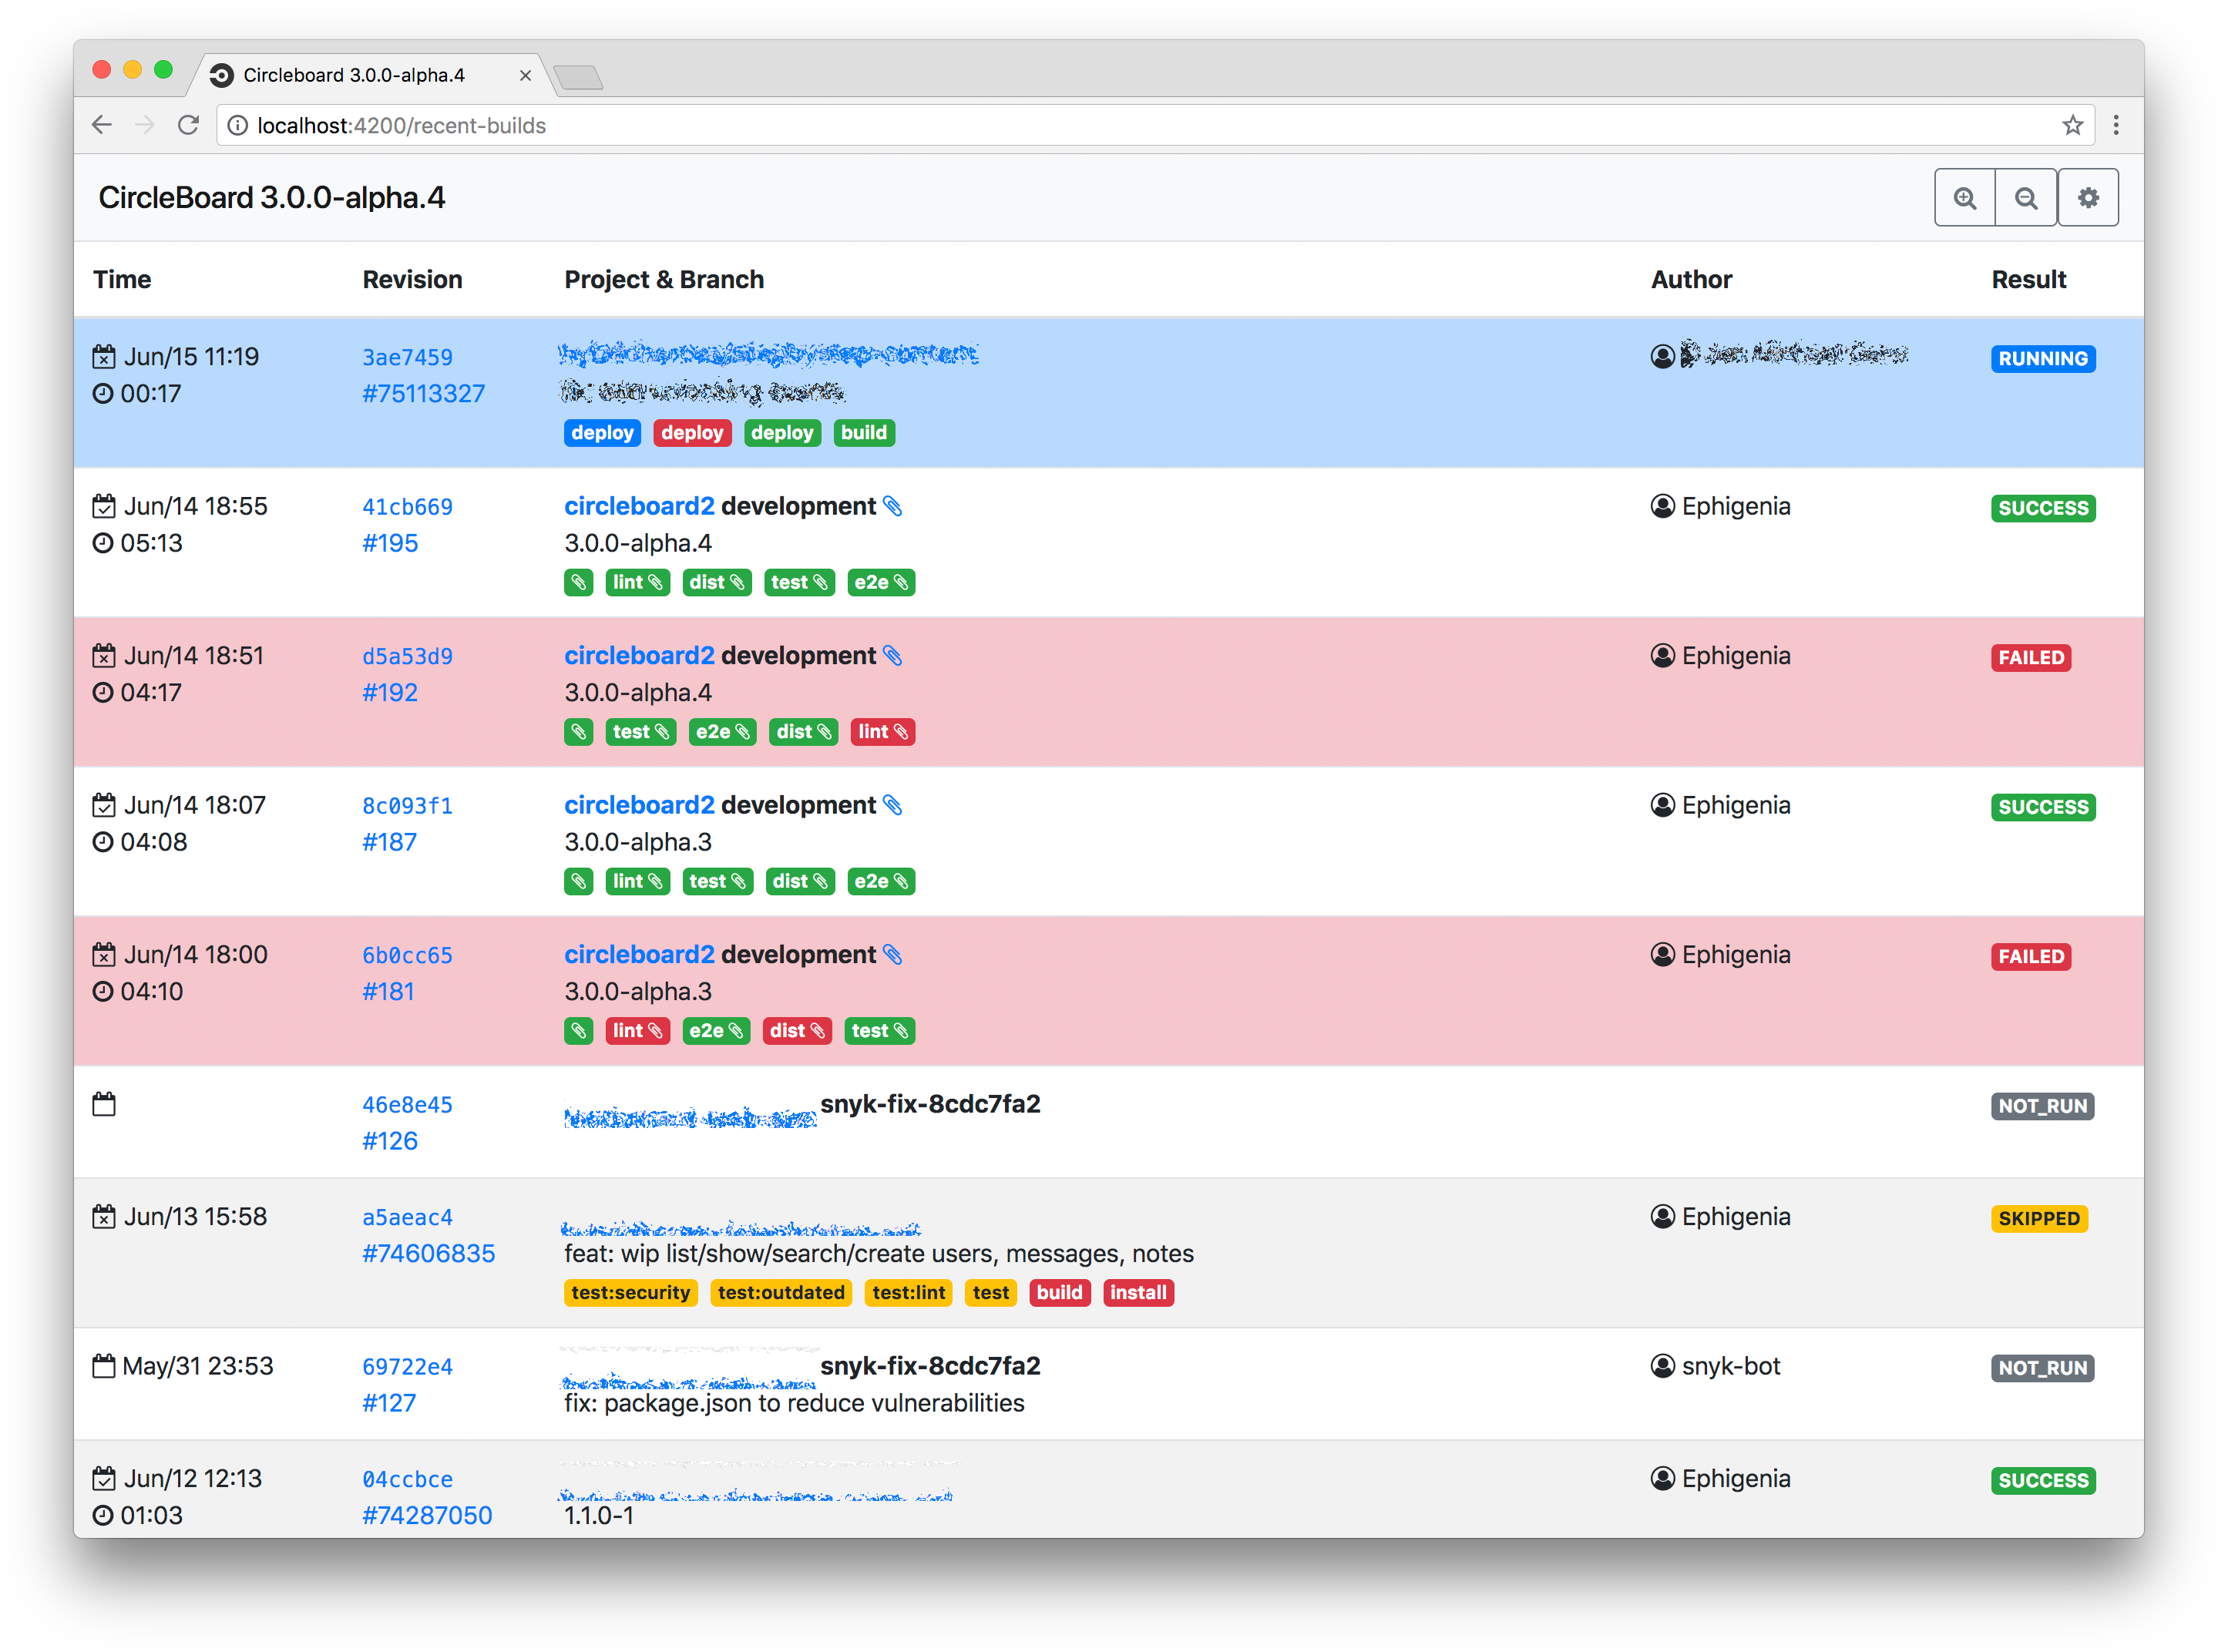 Circleboard 3.0.0-alpha.4
localhost:4200/recent-builds
CircleBoard 3.0.0-alpha.4
Time Revision Project & Branch Author Result
Jun/15 11:19 3ae7459 RUNNING
00:17 #75113327
deploy deploy deploy build
Jun/14 18:55 41cb669 circleboard2 development Ephigenia SUCCESS
05:13 #195 3.0.0-alpha.4
lint dist test e2e
Jun/14 18:51 d5a53d9 circleboard2 development Ephigenia FAILED
04:17 #192 3.0.0-alpha.4
test e2e dist lint
Jun/14 18:07 8c093f1 circleboard2 development Ephigenia SUCCESS
04:08 #187 3.0.0-alpha.3
lint test dist e2e
Jun/14 18:00 6b0cc65 circleboard2 development Ephigenia FAILED
04:10 #181 3.0.0-alpha.3
lint e2e dist test
46e8e45 snyk-fix-8cdc7fa2 NOT_RUN
#126
Jun/13 15:58 a5aeac4 Ephigenia SKIPPED
#74606835 feat: wip list/show/search/create users, messages, notes
test:security test:outdated test:lint test build install
May/31 23:53 69722e4 snyk-fix-8cdc7fa2 snyk-bot NOT_RUN
#127 fix: package.json to reduce vulnerabilities
Jun/12 12:13 04ccbce Ephigenia SUCCESS
01:03 #74287050 1.1.0-1